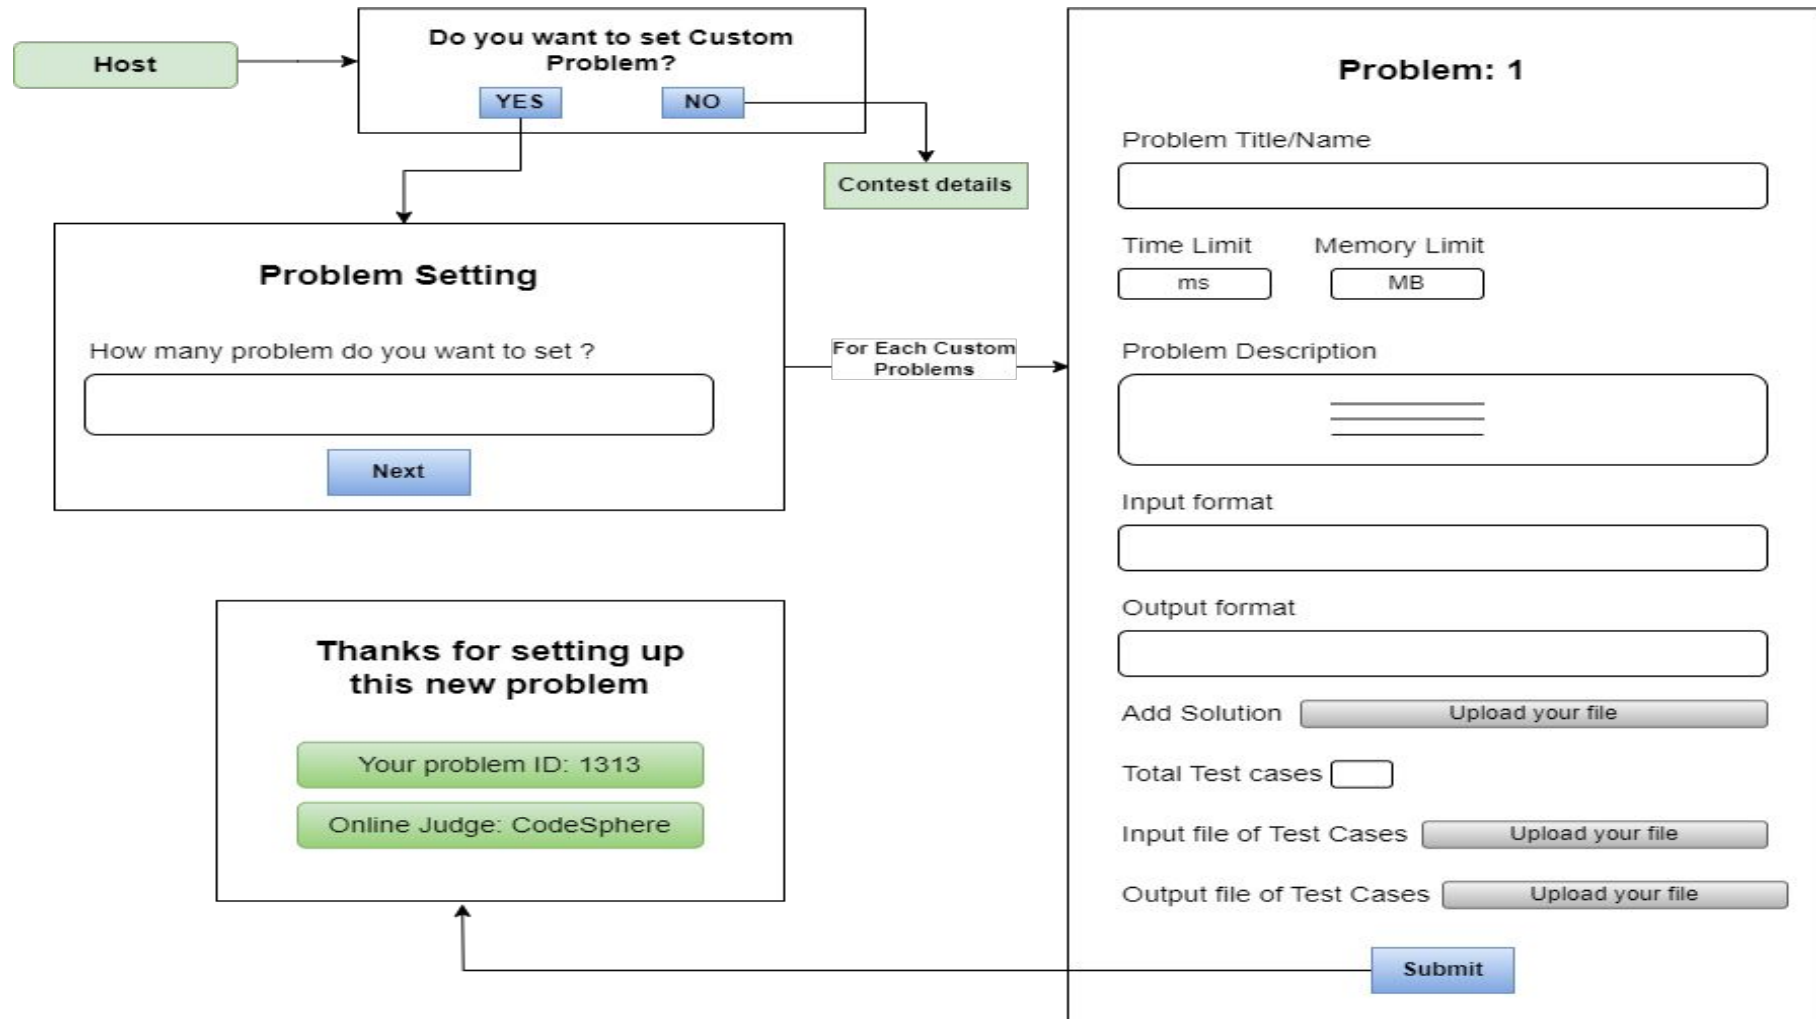 Host
Do you want to set Custom
Problem?
YES
NO
Contest details
Problem Setting
How many problem do you want to set ?
Next
For Each Custom
Problems
Problem: 1
Problem Title/Name
Time Limit
Memory Limit
ms
MB
Problem Description
Input format
Output format
Add Solution
Upload your file
Total Test cases
Input file of Test Cases
Upload your file
Output file of Test Cases
Upload your file
Submit
Thanks for setting up
this new problem
Your problem ID: 1313
Online Judge: CodeSphere